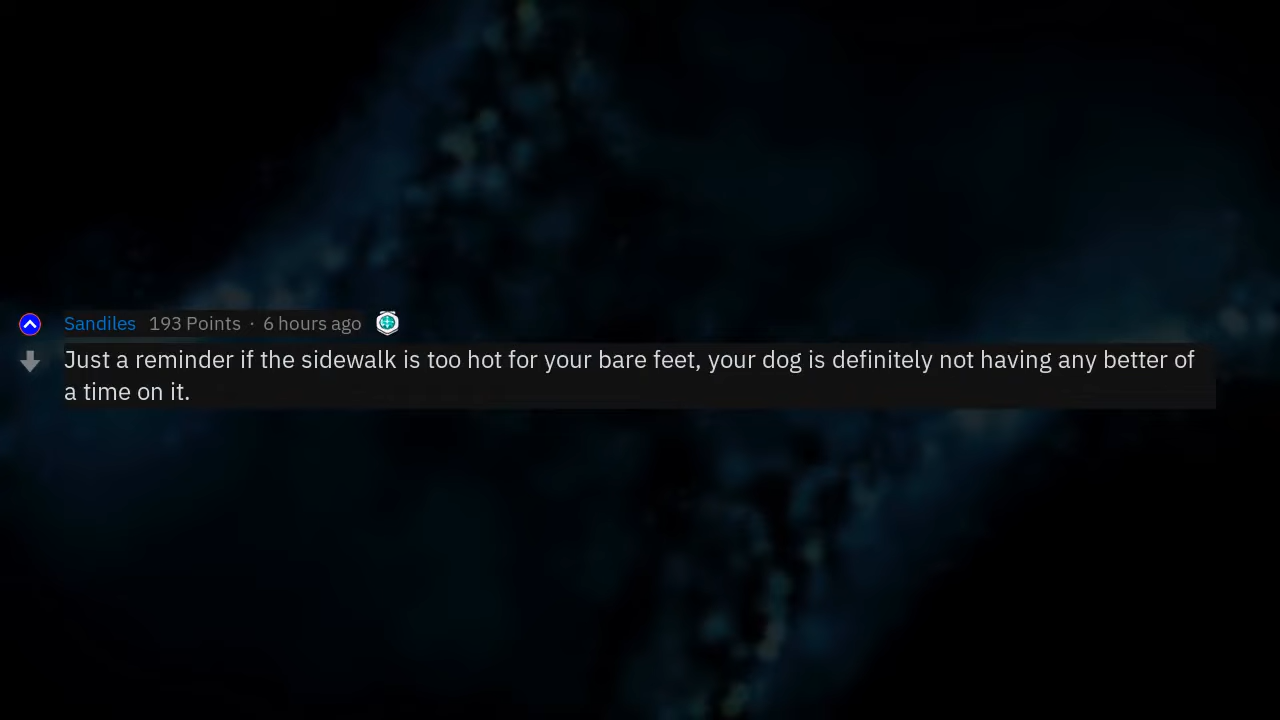 Sandiles 193 Points · 6 hours ago
Just a reminder if the sidewalk is too hot for your bare feet, your dog is definitely not having any better of
a time on it.